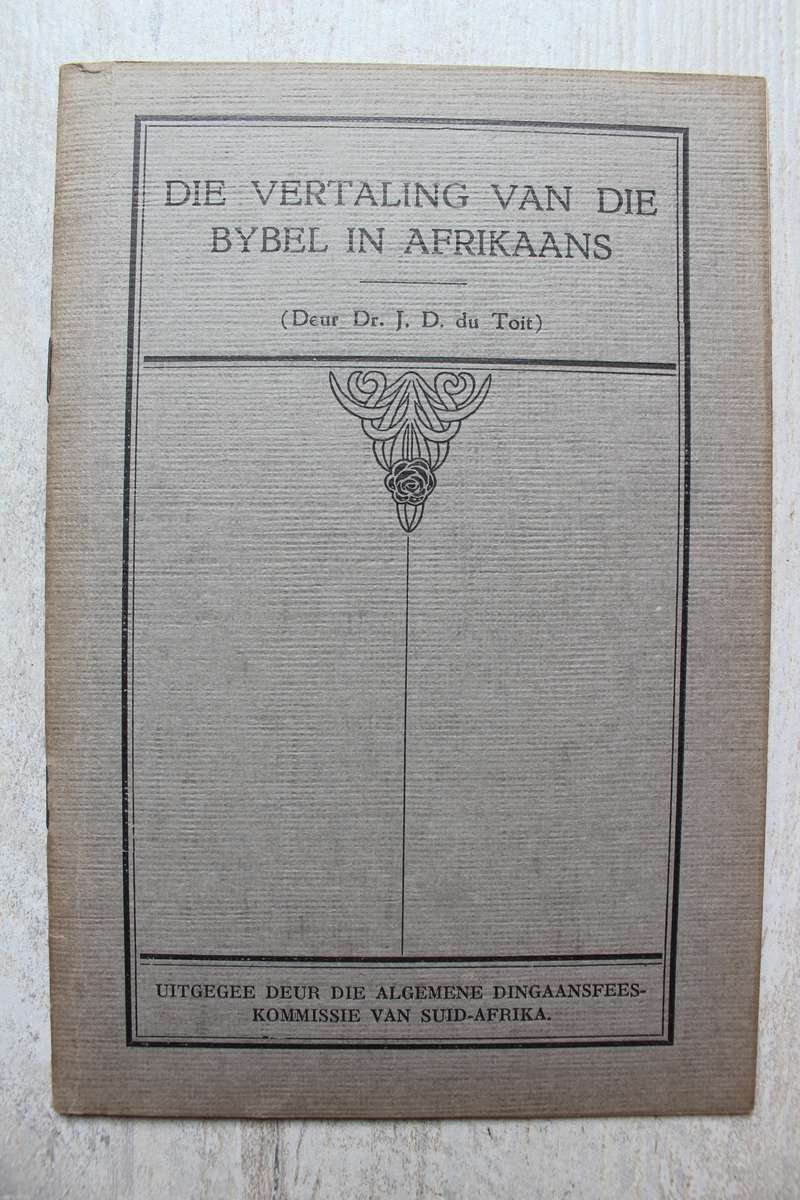 DIE VERTALING VAN DIE
BYBEL IN AFRIKAANS
(Deur Dr. J. D. du Toit)
UITGEGEE DEUR DIE ALGEMENE DINGAANSFEES-
KOMMISSIE VAN SUID-AFRIKA.